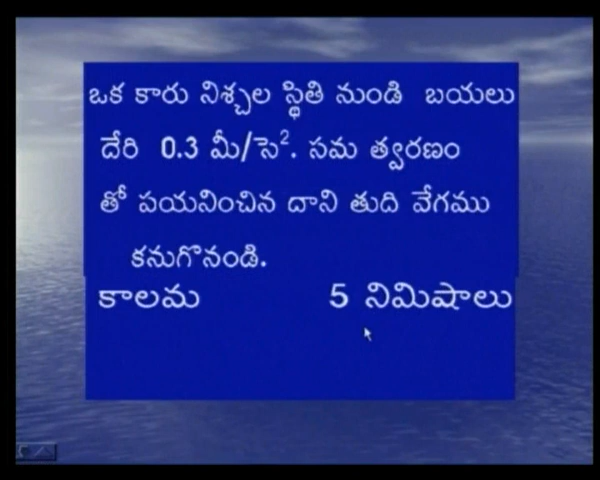 ఒక కారు నిశ్చల స్థితి నుండి బయలు
దేరి 0.3 మీ/సె². సమ త్వరణం
తో పయనించిన దాని తుది వేగము
కనుగొనండి.
కాలమ 5 నిమిషాలు